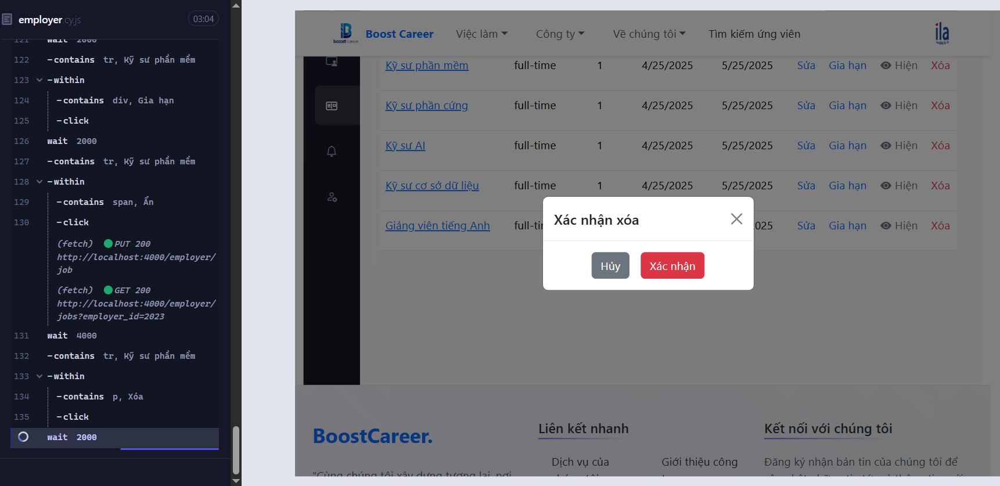 employer.cy.js
03:04
121 wait 2000
122 -contains tr, Kỹ sư phần mềm
123 -within
124 -contains div, Gia hạn
125 -click
126 wait 2000
127 -contains tr, Kỹ sư phần mềm
128 -within
129 -contains span, Ẩn
130 -click
(fetch) PUT 200
http://localhost:4000/employer/
job
(fetch) GET 200
http://localhost:4000/employer/
jobs?employer_id=2023
131 wait 4000
132 -contains tr, Kỹ sư phần mềm
133 -within
134 -contains p, Xóa
135 -click
wait 2000
boost career
Boost Career Việc làm Công ty Về chúng tôi Tìm kiếm ứng viên
ila
Kỹ sư phần mềm full-time 1 4/25/2025 5/25/2025 Sửa Gia hạn Hiện Xóa
Kỹ sư phần cứng full-time 1 4/25/2025 5/25/2025 Sửa Gia hạn Hiện Xóa
Kỹ sư AI full-time 1 4/25/2025 5/25/2025 Sửa Gia hạn Hiện Xóa
Kỹ sư cơ sở dữ liệu full-time 1 4/25/2025 5/25/2025 Sửa Gia hạn Hiện Xóa
Giảng viên tiếng Anh Sửa Gia hạn Hiện Xóa
Xác nhận xóa
Hủy Xác nhận
BoostCareer.
"Cùng chúng tôi xây dựng tương lai, nơi
Liên kết nhanh
Dịch vụ của
Giới thiệu công
Kết nối với chúng tôi
Đăng ký nhận bản tin của chúng tôi để